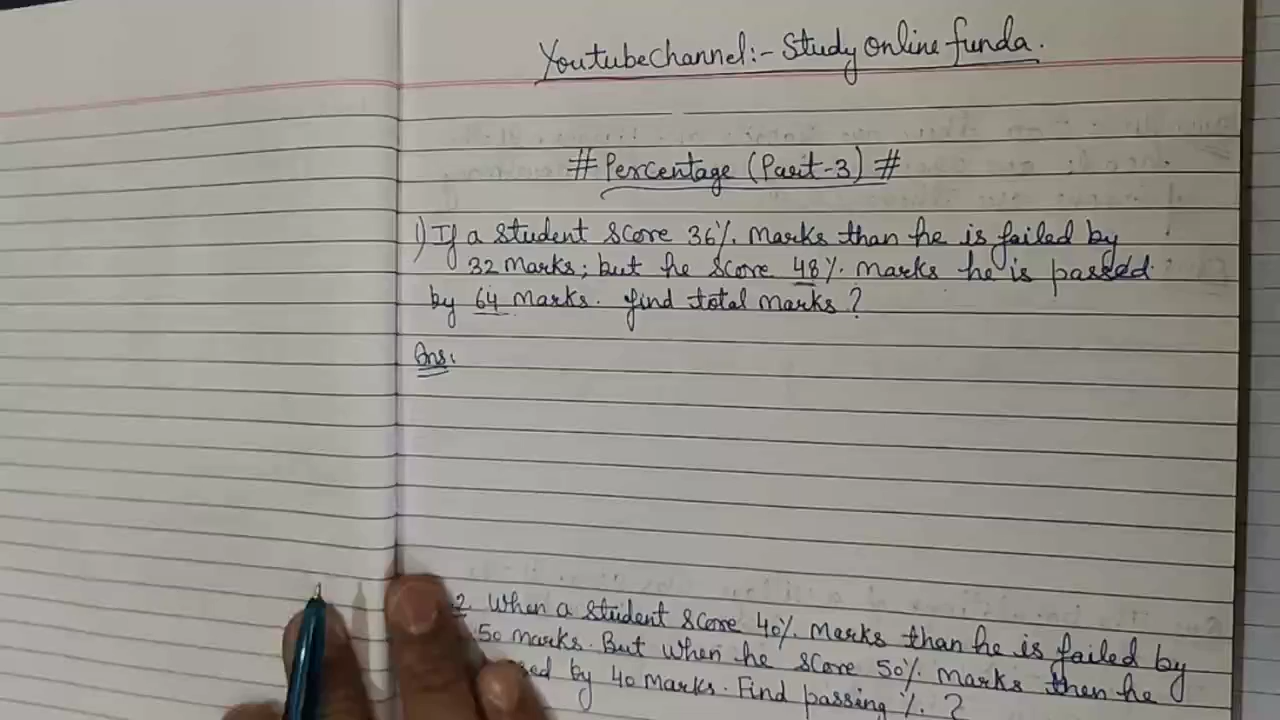 Youtube channel:- Study online funda.
# Percentage (Part-3) #
1) If a student score 36% marks than he is failed by
32 marks; but he score 48% marks he is passed
by 64 marks. find total marks?
Ans:
2 When a student score 40% marks than he is failed by
50 marks. But when he score 50% marks then he
by 40 marks. Find passing %. ?